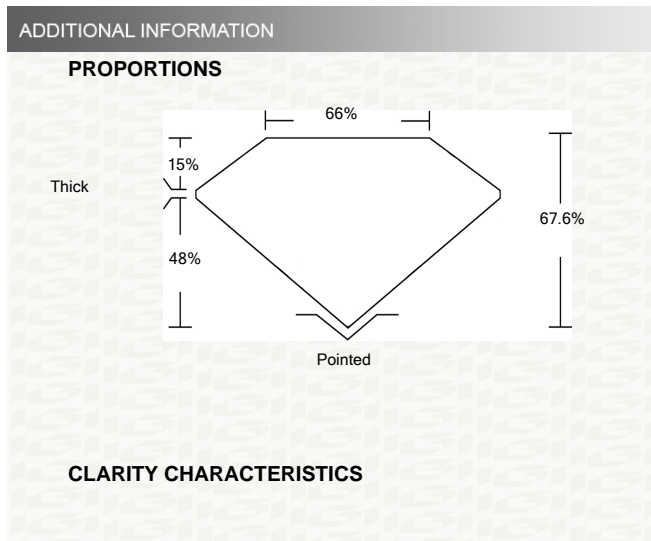 ADDITIONAL INFORMATION
PROPORTIONS
66%
15%
Thick
67.6%
48%
Pointed
CLARITY CHARACTERISTICS